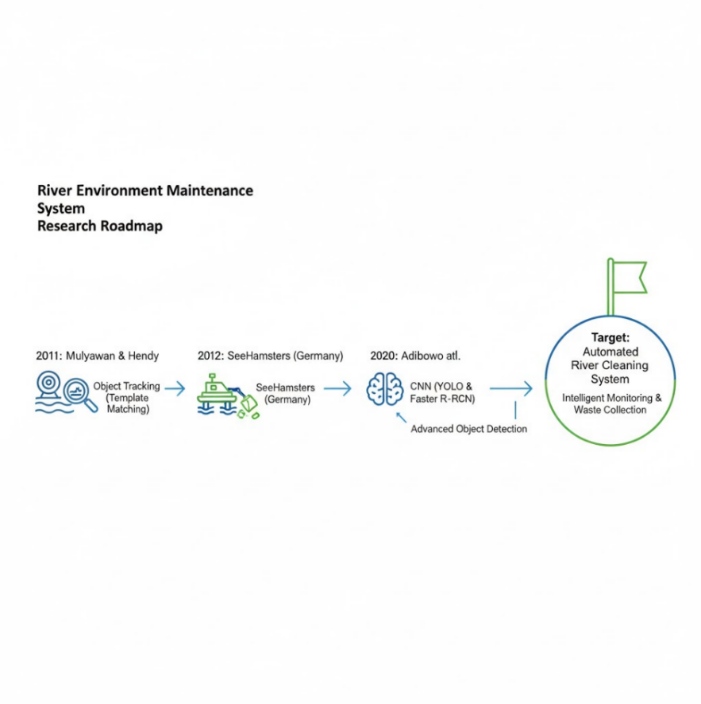 River Environment Maintenance
System
Research Roadmap
2011: Mulyawan & Hendy
Object Tracking
(Template
Matching)
2012: SeeHamsters (Germany)
SeeHamsters
(Germany)
2020: Adibowo atl.
CNN (YOLO &
Faster R-RCN)
Advanced Object Detection
Target:
Automated
River Cleaning
System
Intelligent Monitoring &
Waste Collection